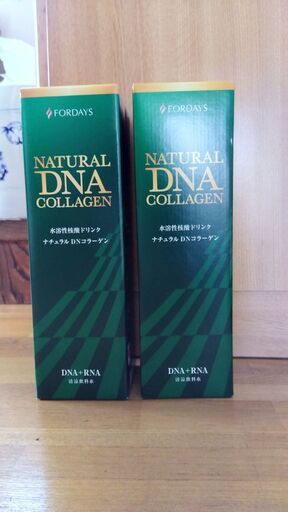 FORDAYS
NATURAL
DNA
COLLAGEN
水溶性核酸ドリンク
ナチュラル DNコラーゲン
DNA+RNA
清涼飲料水
FORDAYS
NATURAL
DNA
COLLAGEN
水溶性核酸ドリンク
ナチュラル DNコラーゲン
DNA+RNA
清涼飲料水